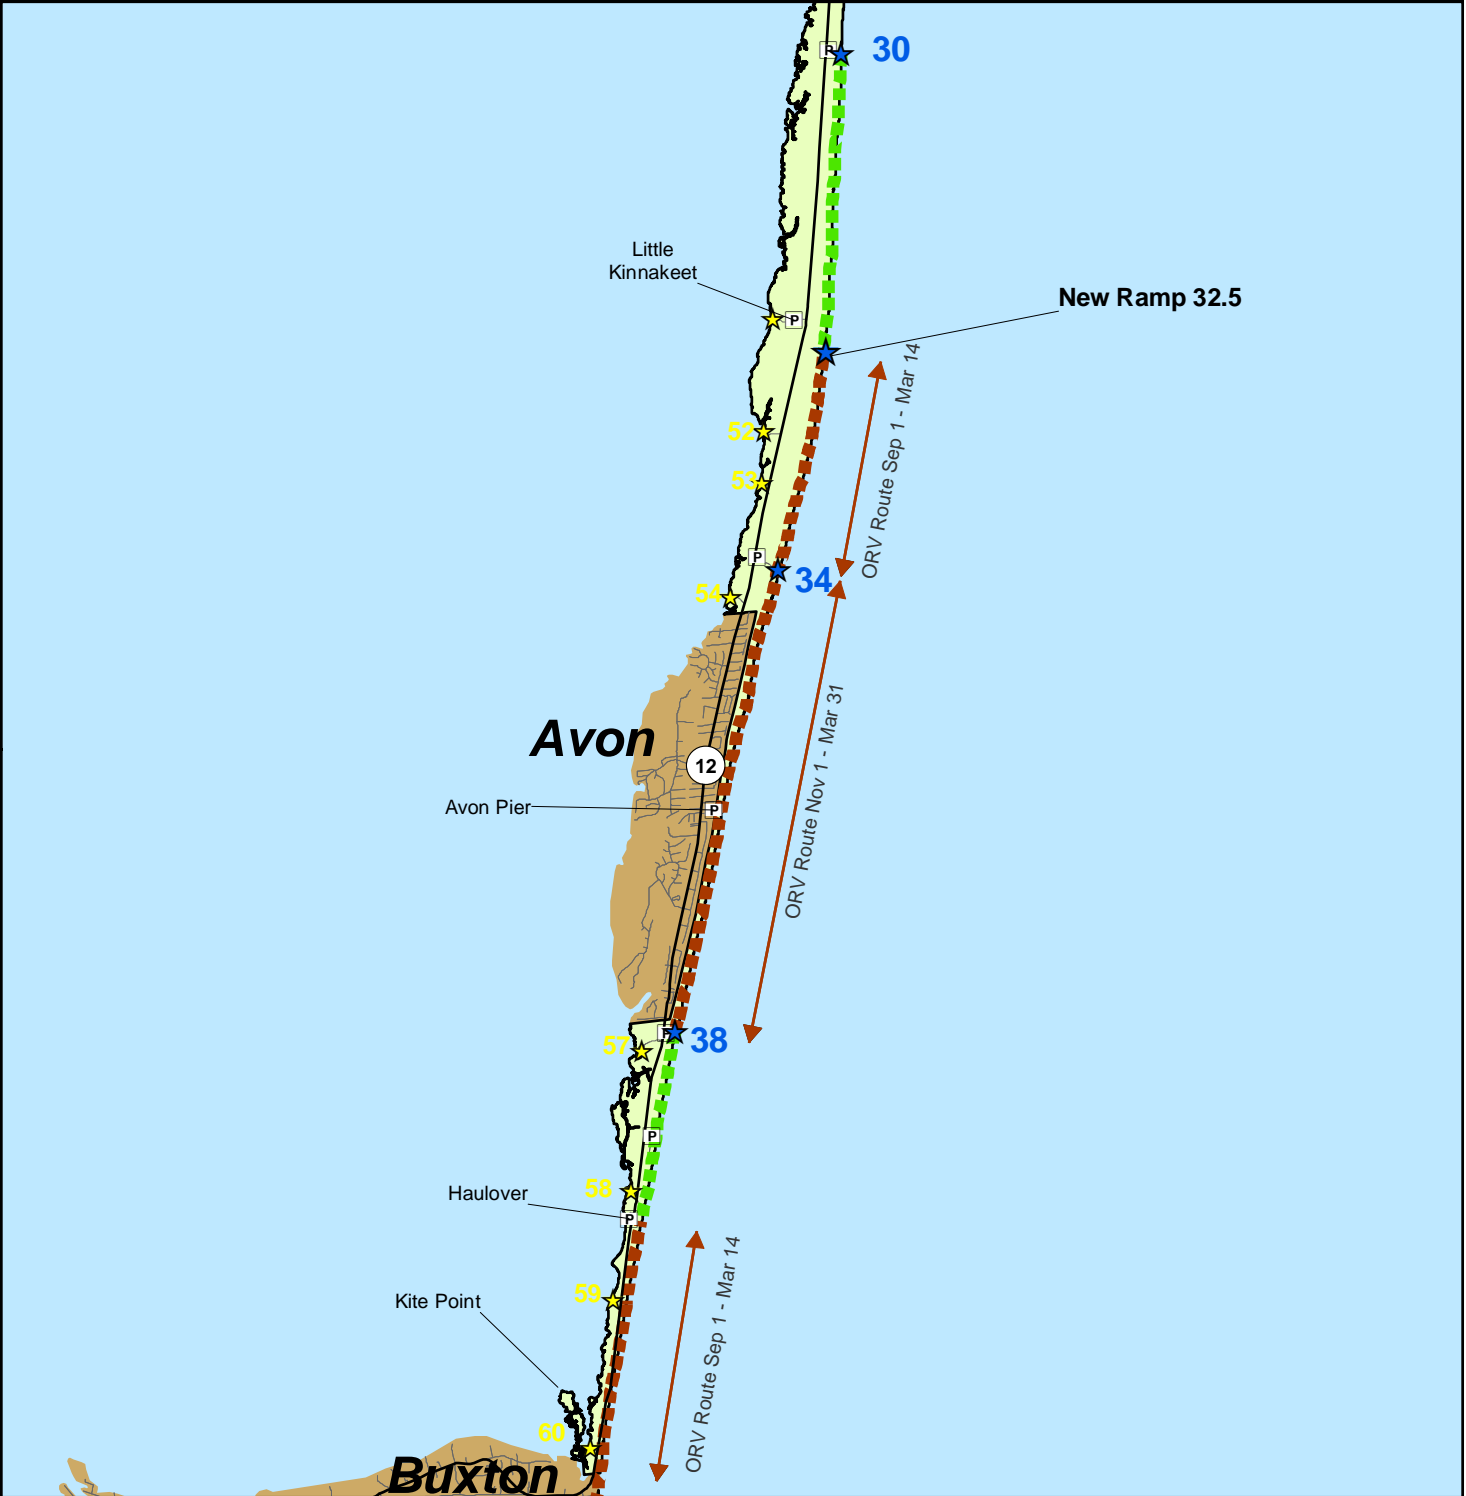 P
30
Little
Kinnakeet
New Ramp 32.5
P
ORV Route Sep 1 - Mar 14
52
53
P
34
54
ORV Route Nov 1 - Mar 31
Avon
12
Avon Pier
P
P
38
57
P
58
Haulover
P
ORV Route Sep 1 - Mar 14
59
Kite Point
60
Buxton